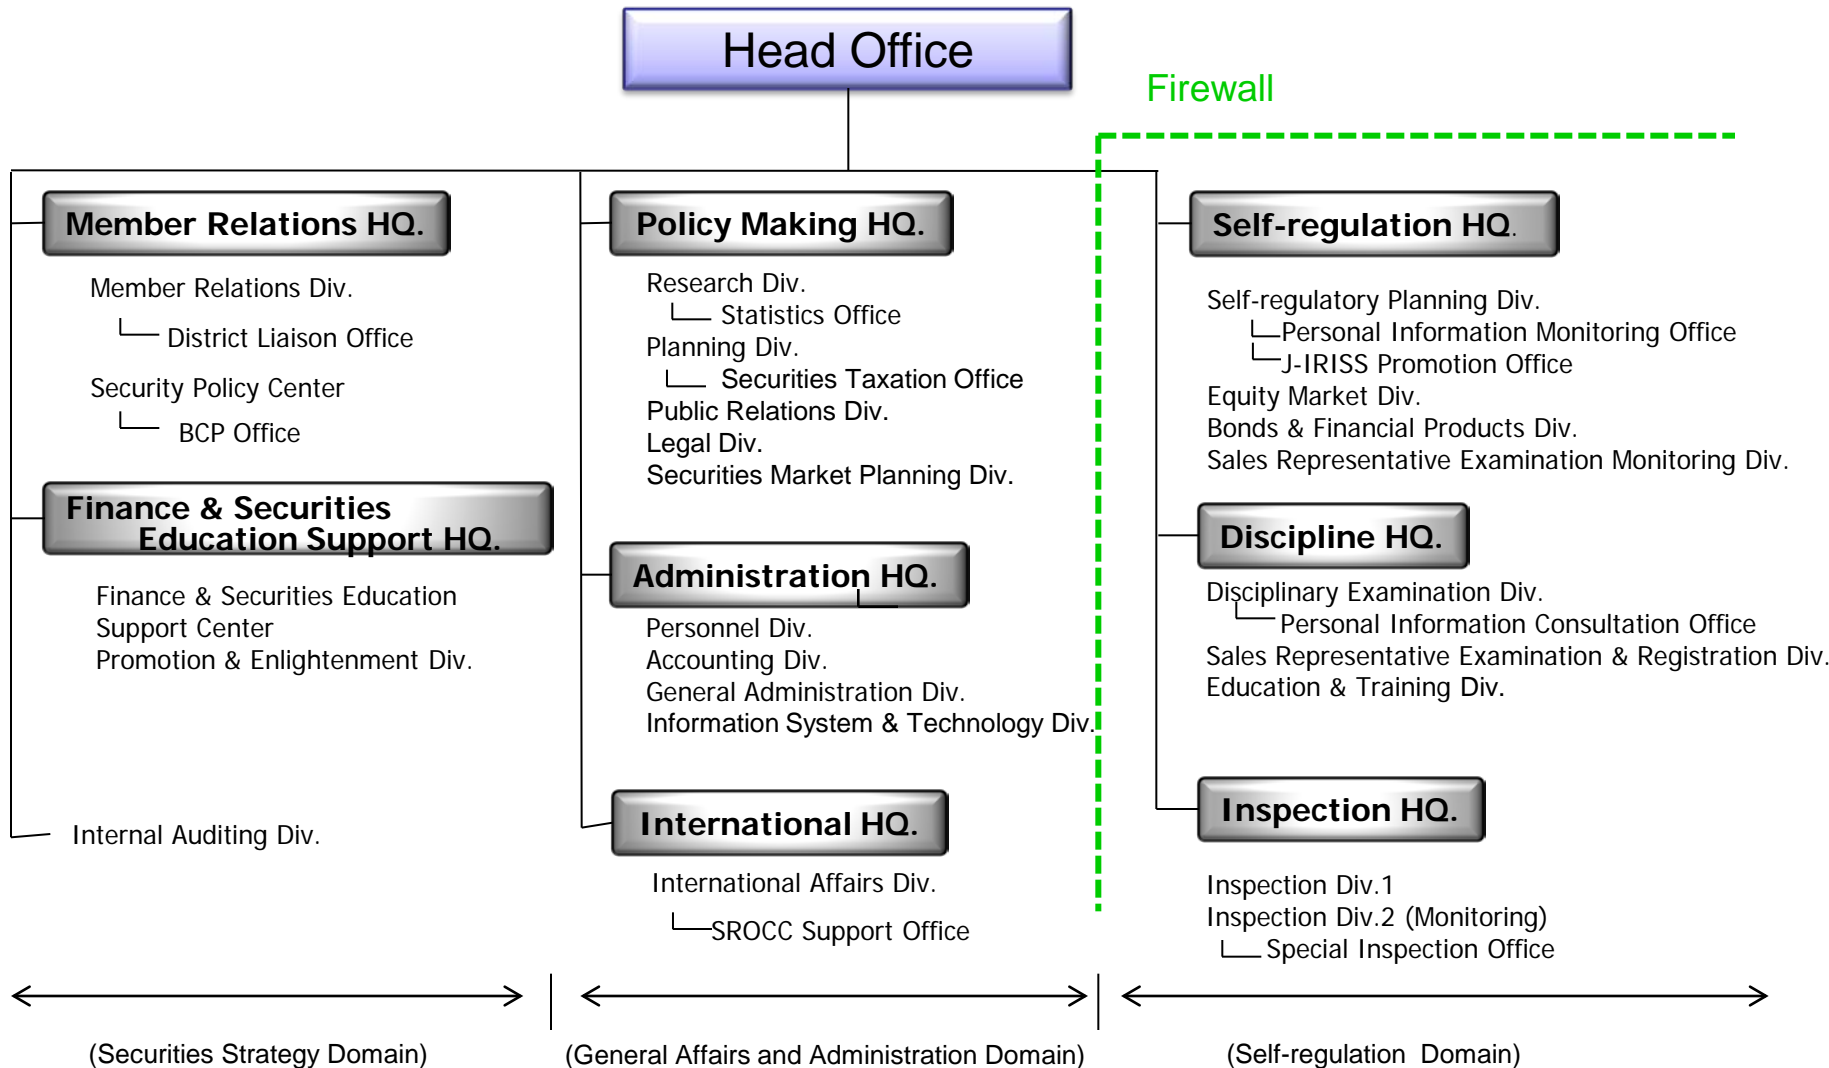 Head Office
Firewall
Member Relations HQ.
Member Relations Div.
District Liaison Office
Security Policy Center
BCP Office
Finance & Securities
Education Support HQ.
Finance & Securities Education
Support Center
Promotion & Enlightenment Div.
Internal Auditing Div.
Policy Making HQ.
Research Div.
Statistics Office
Planning Div.
Securities Taxation Office
Public Relations Div.
Legal Div.
Securities Market Planning Div.
Administration HQ.
Personnel Div.
Accounting Div.
General Administration Div.
Information System & Technology Div.
International HQ.
International Affairs Div.
SROCC Support Office
Self-regulation HQ.
Self-regulatory Planning Div.
Personal Information Monitoring Office
J-IRISS Promotion Office
Equity Market Div.
Bonds & Financial Products Div.
Sales Representative Examination Monitoring Div.
Discipline HQ.
Disciplinary Examination Div.
Personal Information Consultation Office
Sales Representative Examination & Registration Div.
Education & Training Div.
Inspection HQ.
Inspection Div.1
Inspection Div.2 (Monitoring)
Special Inspection Office
(Securities Strategy Domain)
(General Affairs and Administration Domain)
(Self-regulation Domain)